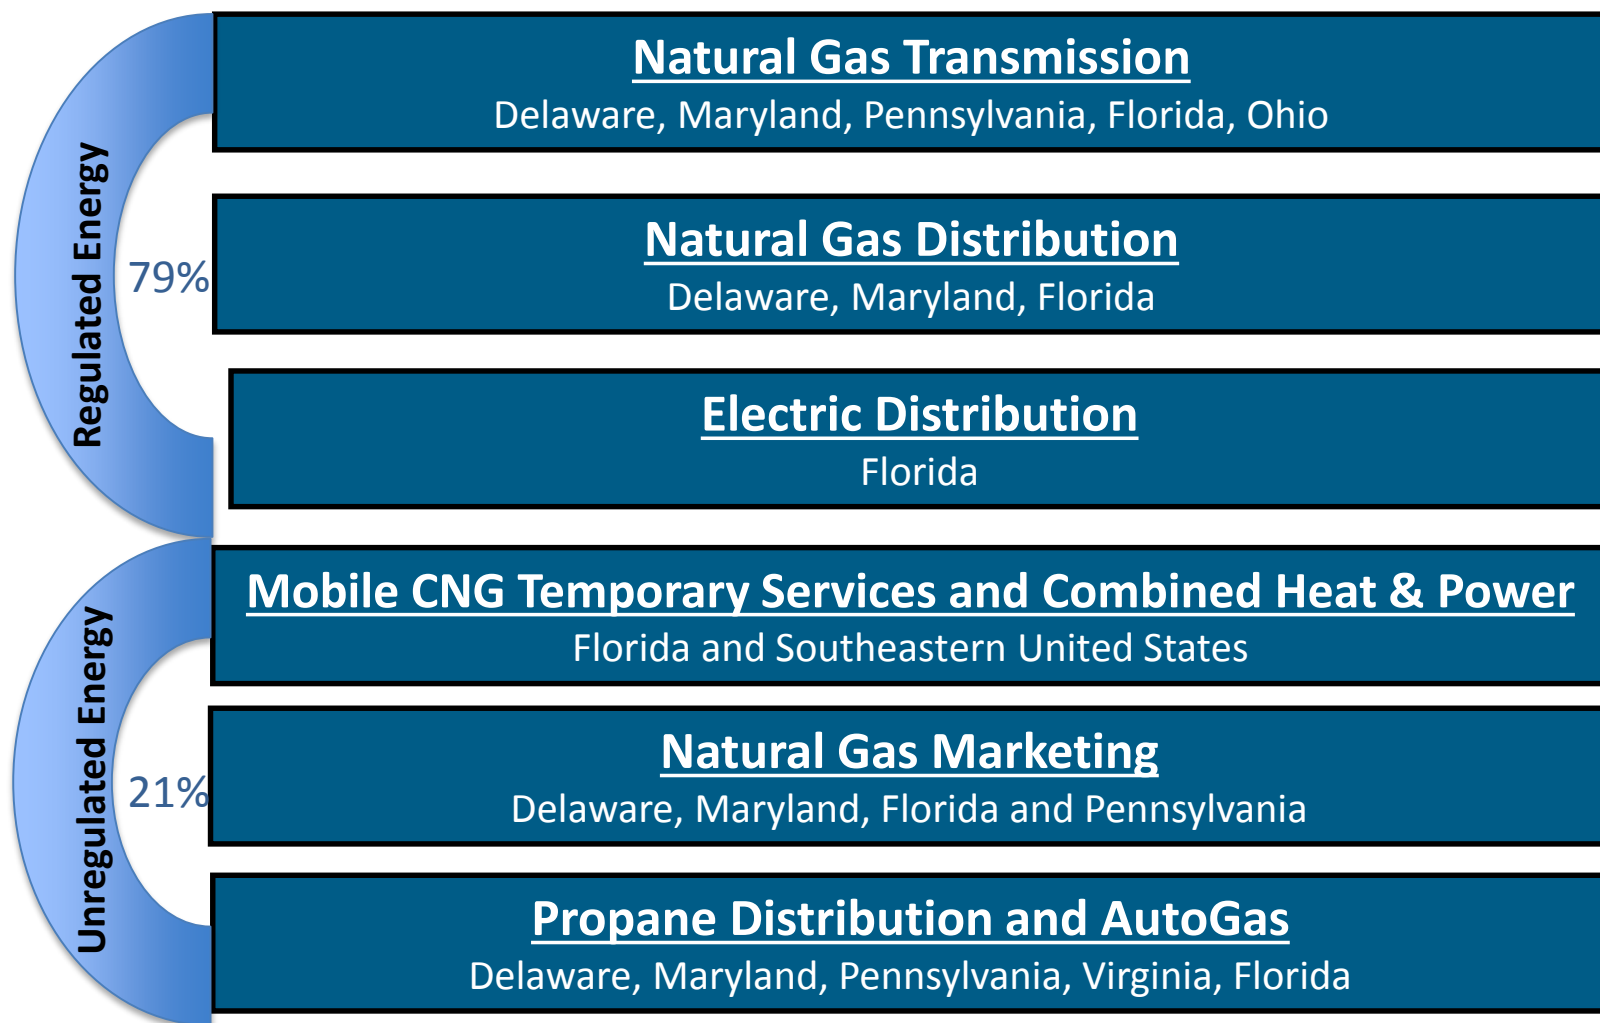 Regulated Energy
79%
Natural Gas Transmission
Delaware, Maryland, Pennsylvania, Florida, Ohio
Natural Gas Distribution
Delaware, Maryland, Florida
Electric Distribution
Florida
Unregulated Energy
21%
Mobile CNG Temporary Services and Combined Heat & Power
Florida and Southeastern United States
Natural Gas Marketing
Delaware, Maryland, Florida and Pennsylvania
Propane Distribution and AutoGas
Delaware, Maryland, Pennsylvania, Virginia, Florida